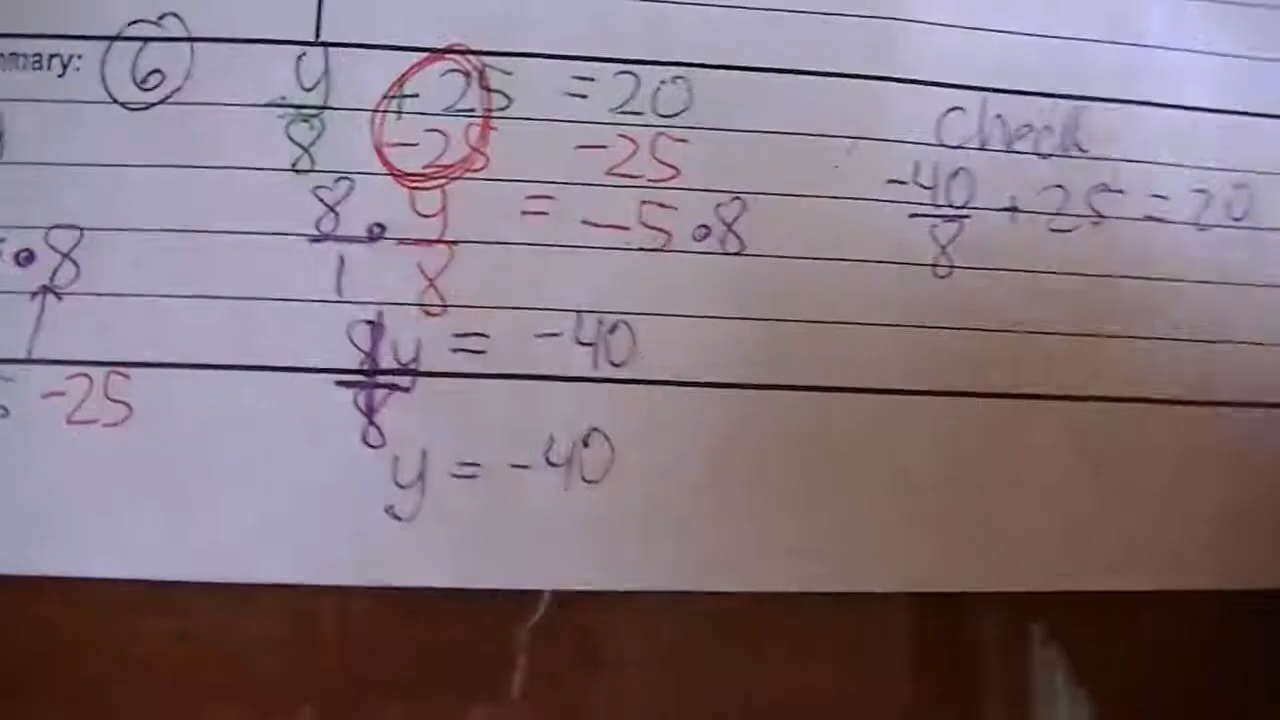 mmary: 6 y/8 + 25 = 20
-25 -25
Check
8/1 • y/8 = -5 • 8
-40/8 + 25 = 20
• 8
8y/8 = -40
-25
y = -40